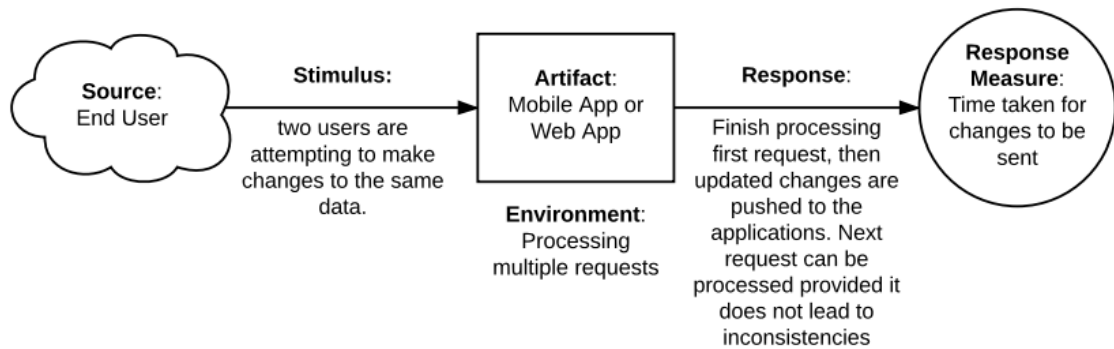 Source:
End User
Stimulus:
two users are
attempting to make
changes to the same
data.
Artifact:
Mobile App or
Web App
Environment:
Processing
multiple requests
Response:
Finish processing
first request, then
updated changes are
pushed to the
applications. Next
request can be
processed provided it
does not lead to
inconsistencies
Response
Measure:
Time taken for
changes to be
sent